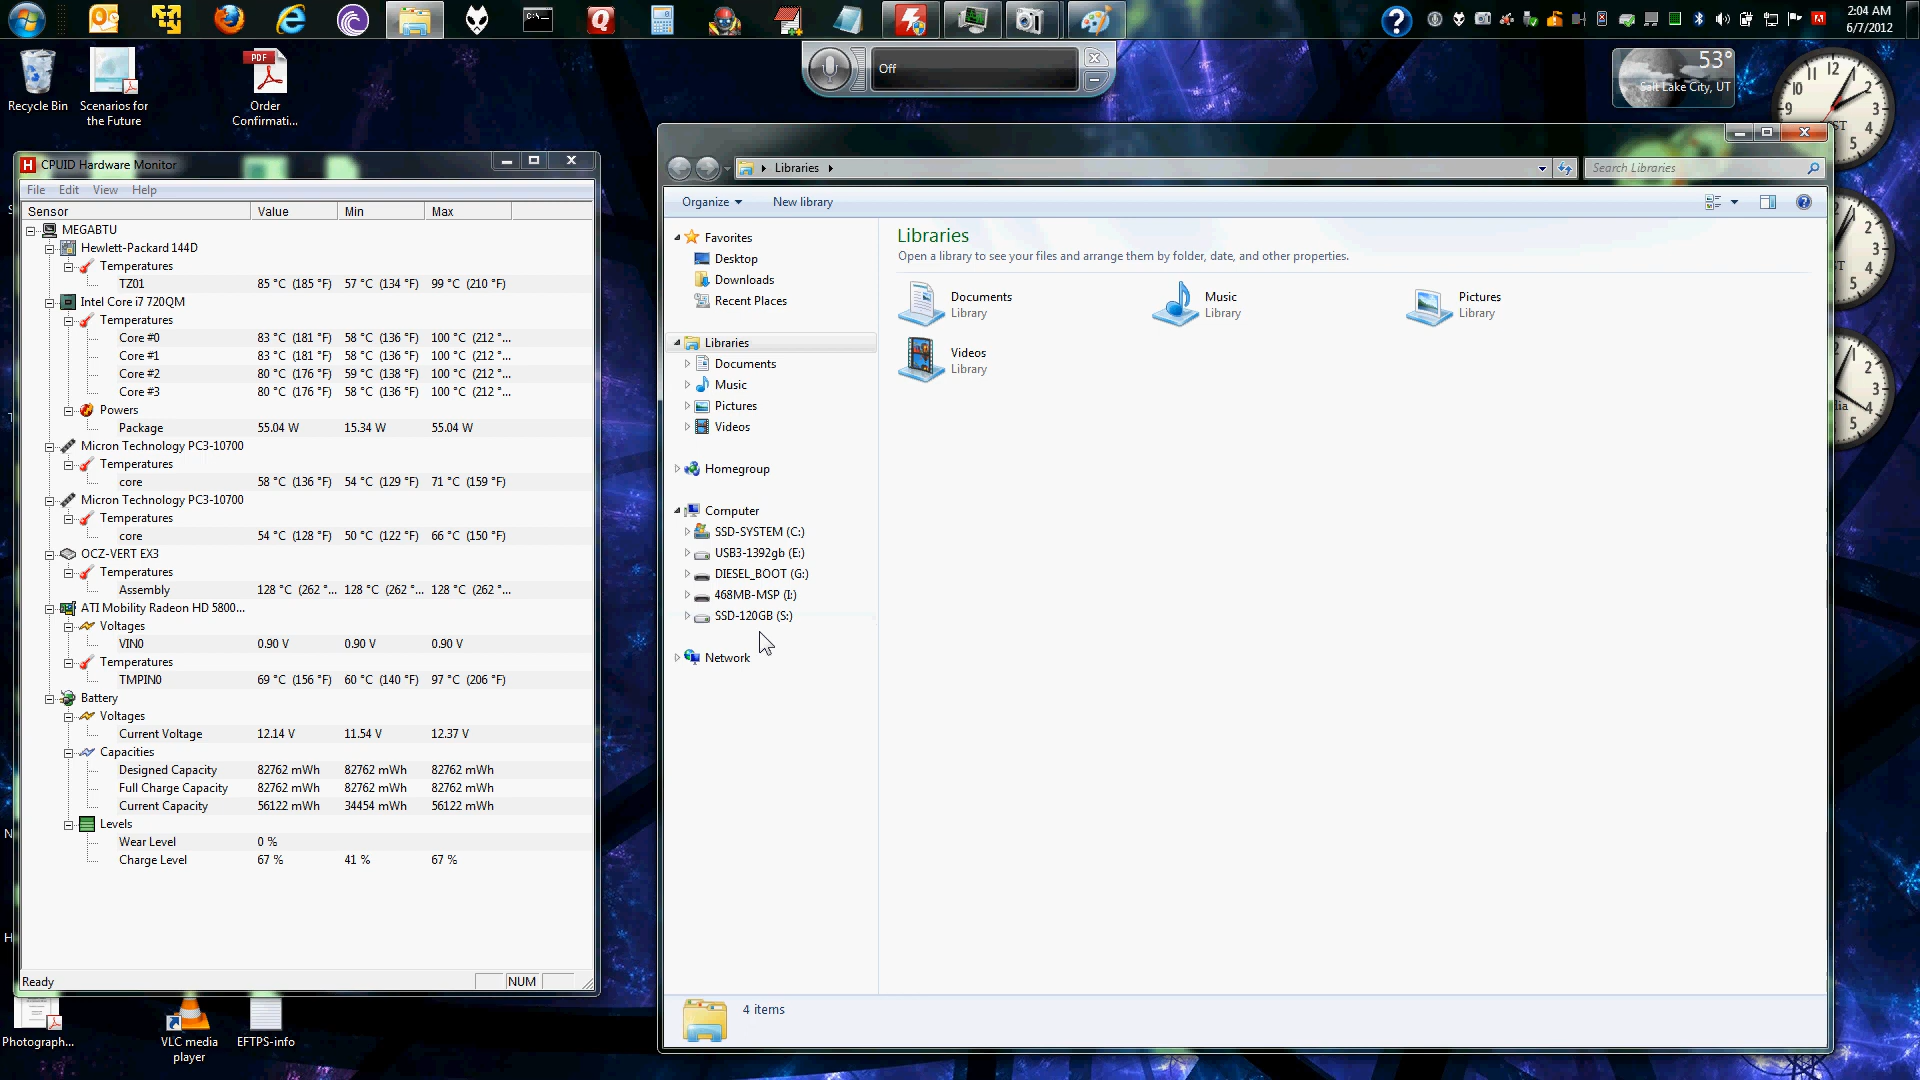 2:04 AM
6/7/2012
Off
53°
Salt Lake City, UT
Recycle Bin
Scenarios for
the Future
PDF
Order
Confirmati...
CPUID Hardware Monitor
File Edit View Help
Sensor Value Min Max
MEGABTU
Hewlett-Packard 144D
Temperatures
TZ01 85 °C (185 °F) 57 °C (134 °F) 99 °C (210 °F)
Intel Core i7 720QM
Temperatures
Core #0 83 °C (181 °F) 58 °C (136 °F) 100 °C (212 °...
Core #1 83 °C (181 °F) 58 °C (136 °F) 100 °C (212 °...
Core #2 80 °C (176 °F) 59 °C (138 °F) 100 °C (212 °...
Core #3 80 °C (176 °F) 58 °C (136 °F) 100 °C (212 °...
Powers
Package 55.04 W 15.34 W 55.04 W
Micron Technology PC3-10700
Temperatures
core 58 °C (136 °F) 54 °C (129 °F) 71 °C (159 °F)
Micron Technology PC3-10700
Temperatures
core 54 °C (128 °F) 50 °C (122 °F) 66 °C (150 °F)
OCZ-VERT EX3
Temperatures
Assembly 128 °C (262 °... 128 °C (262 °... 128 °C (262 °...
ATI Mobility Radeon HD 5800...
Voltages
VIN0 0.90 V 0.90 V 0.90 V
Temperatures
TMPIN0 69 °C (156 °F) 60 °C (140 °F) 97 °C (206 °F)
Battery
Voltages
Current Voltage 12.14 V 11.54 V 12.37 V
Capacities
Designed Capacity 82762 mWh 82762 mWh 82762 mWh
Full Charge Capacity 82762 mWh 82762 mWh 82762 mWh
Current Capacity 56122 mWh 34454 mWh 56122 mWh
Levels
Wear Level 0 %
Charge Level 67 % 41 % 67 %
Ready NUM
Photograph...
VLC media
player
EFTPS-info
Libraries
Search Libraries
Organize New library
Favorites
Desktop
Downloads
Recent Places
Libraries
Documents
Music
Pictures
Videos
Homegroup
Computer
SSD-SYSTEM (C:)
USB3-1392gb (E:)
DIESEL_BOOT (G:)
468MB-MSP (I:)
SSD-120GB (S:)
Network
Libraries
Open a library to see your files and arrange them by folder, date, and other properties.
Documents
Library
Music
Library
Pictures
Library
Videos
Library
4 items